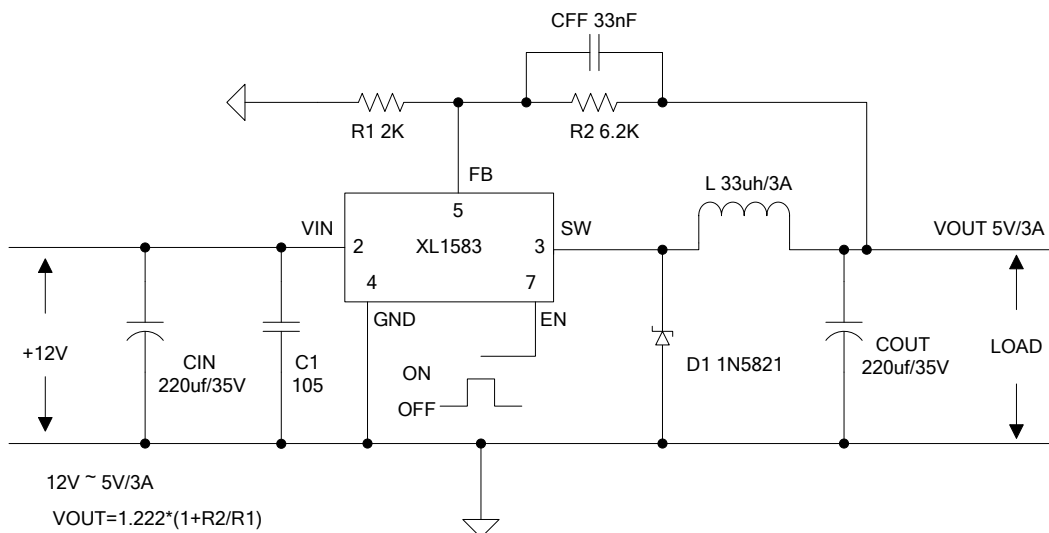 CFF 33nF
R1 2K
R2 6.2K
FB
L 33uh/3A
5
VIN
SW
VOUT 5V/3A
2
XL1583
3
4
7
GND
EN
+12V
CIN
220uf/35V
C1
105
ON
OFF
D1 1N5821
COUT
220uf/35V
LOAD
12V ~ 5V/3A
VOUT=1.222*(1+R2/R1)